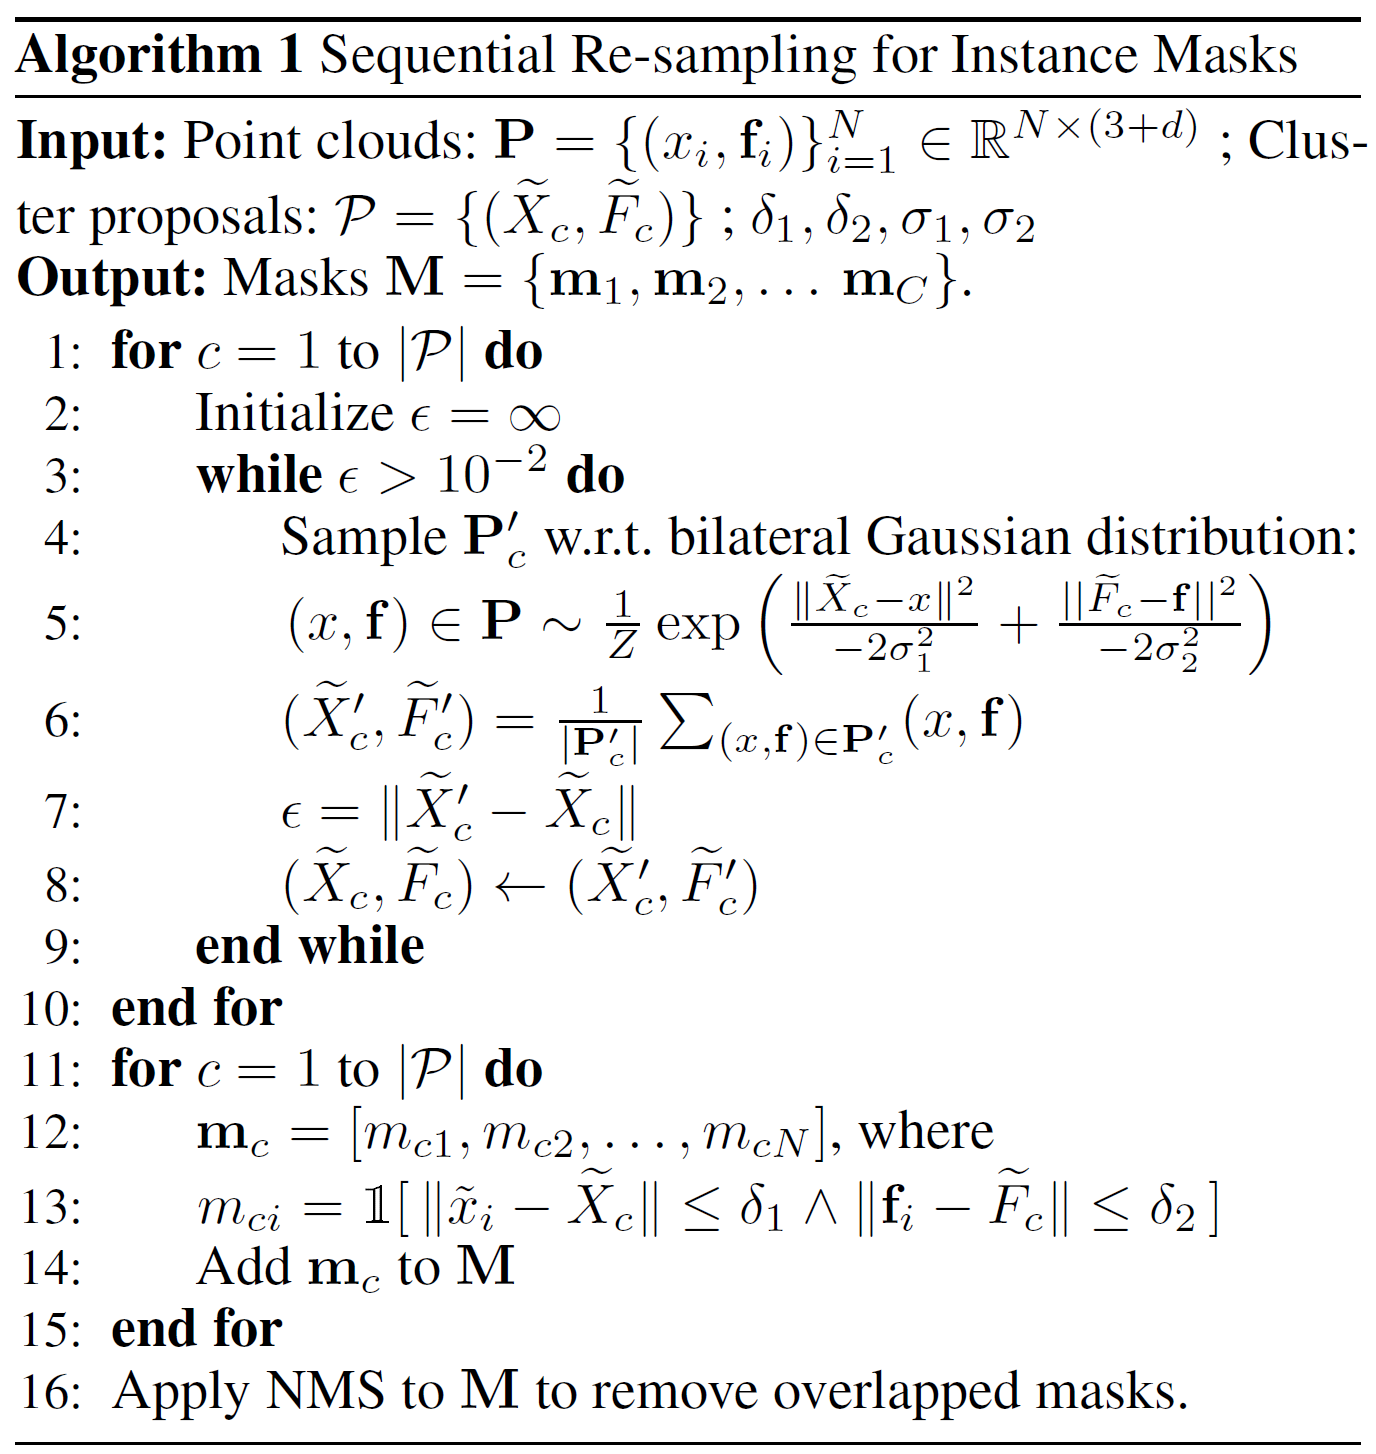 Algorithm 1 Sequential Re-sampling for Instance Masks
Input: Point clouds: $\mathbf{P} = \{(x_i, \mathbf{f}_i)\}_{i=1}^{N} \in \mathbb{R}^{N \times (3+d)}$ ; Clus-
ter proposals: $\mathcal{P} = \{(\widetilde{X}_c, \widetilde{F}_c)\}$ ; $\delta_1, \delta_2, \sigma_1, \sigma_2$
Output: Masks $\mathbf{M} = \{\mathbf{m}_1, \mathbf{m}_2, \ldots \mathbf{m}_C\}$.
1: for $c = 1$ to $|\mathcal{P}|$ do
2: Initialize $\epsilon = \infty$
3: while $\epsilon > 10^{-2}$ do
4: Sample $\mathbf{P}'_c$ w.r.t. bilateral Gaussian distribution:
5: $(x, \mathbf{f}) \in \mathbf{P} \sim \frac{1}{Z} \exp\left(\frac{\|\widetilde{X}_c - x\|^2}{-2\sigma_1^2} + \frac{||\widetilde{F}_c - \mathbf{f}||^2}{-2\sigma_2^2}\right)$
6: $(\widetilde{X}'_c, \widetilde{F}'_c) = \frac{1}{|\mathbf{P}'_c|} \sum_{(x,\mathbf{f}) \in \mathbf{P}'_c} (x, \mathbf{f})$
7: $\epsilon = \|\widetilde{X}'_c - \widetilde{X}_c\|$
8: $(\widetilde{X}_c, \widetilde{F}_c) \leftarrow (\widetilde{X}'_c, \widetilde{F}'_c)$
9: end while
10: end for
11: for $c = 1$ to $|\mathcal{P}|$ do
12: $\mathbf{m}_c = [m_{c1}, m_{c2}, \ldots, m_{cN}]$, where
13: $m_{ci} = \mathbb{1}[\, \|\tilde{x}_i - \widetilde{X}_c\| \leq \delta_1 \wedge \|\mathbf{f}_i - \widetilde{F}_c\| \leq \delta_2 \,]$
14: Add $\mathbf{m}_c$ to $\mathbf{M}$
15: end for
16: Apply NMS to $\mathbf{M}$ to remove overlapped masks.